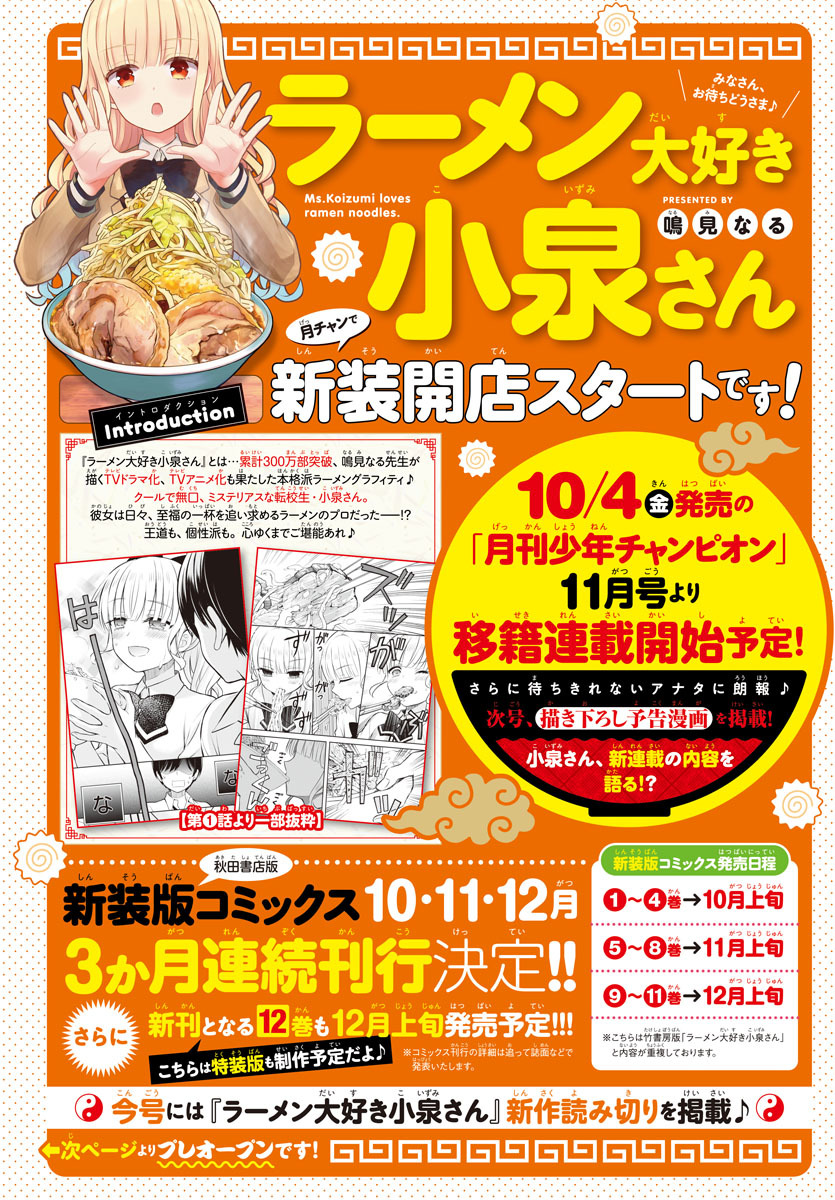 みなさん、
お待ちどうさま♪
ラーメン大好き
小泉さん
Ms.Koizumi loves
ramen noodles.
PRESENTED BY
鳴見なる
月チャンで
新装開店スタートです！
イントロダクション
Introduction
『ラーメン大好き小泉さん』とは…累計300万部突破、鳴見なる先生が
描くTVドラマ化、TVアニメ化も果たした本格派ラーメングラフィティ♪
クールで無口、ミステリアスな転校生・小泉さん。
彼女は日々、至福の一杯を追い求めるラーメンのプロだった――!?
王道も、個性派も。心ゆくまでご堪能あれ♪
はー
な
な
ズッ
ガッ
ずず
がっ
【第❶話より一部抜粋】
10/4金発売の
「月刊少年チャンピオン」
11月号より
移籍連載開始予定！
さらに待ちきれないアナタに朗報♪
次号、描き下ろし予告漫画を掲載！
小泉さん、新連載の内容を
語る!?
秋田書店版
新装版コミックス10・11・12月
3か月連続刊行決定!!
さらに
新刊となる12巻も12月上旬発売予定!!!
こちらは特装版も制作予定だよ♪
※コミックス刊行の詳細は追って誌面などで
発表いたします。
新装版コミックス発売日程
①〜④巻→10月上旬
⑤〜⑧巻→11月上旬
⑨〜⑪巻→12月上旬
※こちらは竹書房版「ラーメン大好き小泉さん」
と内容が重複しております。
今号には『ラーメン大好き小泉さん』新作読み切りを掲載♪
←次ページよりプレオープンです！